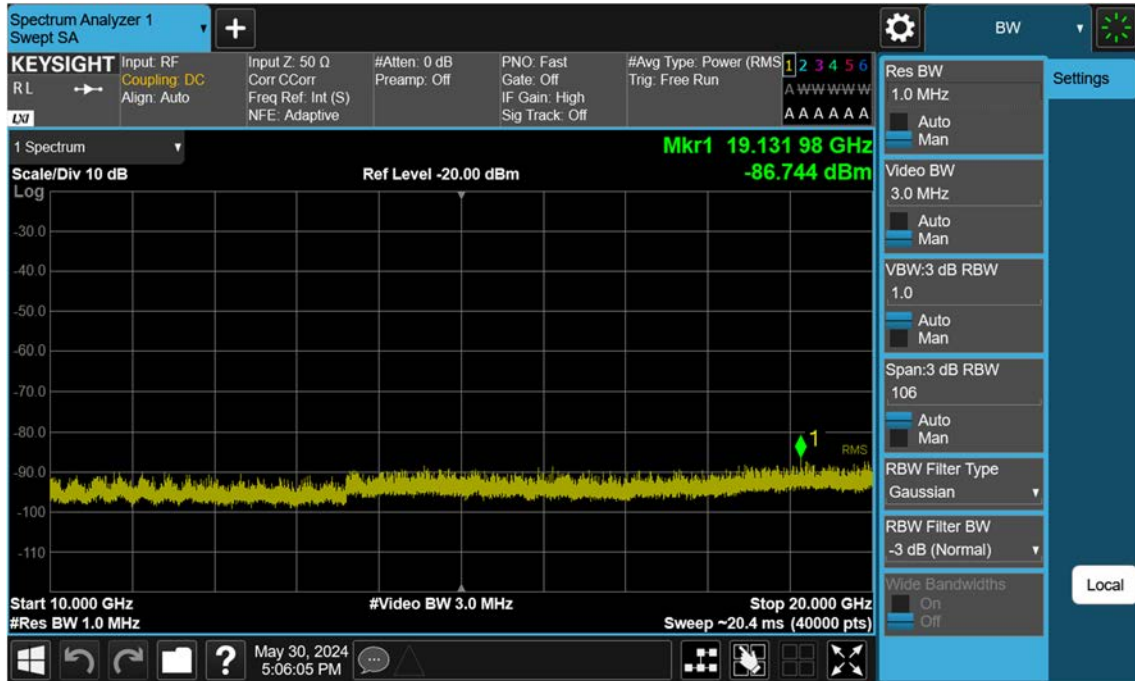 Spectrum Analyzer 1
Swept SA
BW
KEYSIGHT
R L
LXI
Input: RF
Coupling: DC
Align: Auto
Input Z: 50 Ω
Corr CCorr
Freq Ref: Int (S)
NFE: Adaptive
#Atten: 0 dB
Preamp: Off
PNO: Fast
Gate: Off
IF Gain: High
Sig Track: Off
#Avg Type: Power (RMS
Trig: Free Run
1 2 3 4 5 6
A W W W W W
A A A A A A
1 Spectrum
Scale/Div 10 dB
Ref Level -20.00 dBm
Mkr1 19.131 98 GHz
-86.744 dBm
Log
-30.0
-40.0
-50.0
-60.0
-70.0
-80.0
-90.0
-100
-110
1
RMS
Start 10.000 GHz
#Video BW 3.0 MHz
Stop 20.000 GHz
#Res BW 1.0 MHz
Sweep ~20.4 ms (40000 pts)
?
May 30, 2024
5:06:05 PM
Res BW
1.0 MHz
Auto
Man
Video BW
3.0 MHz
Auto
Man
VBW:3 dB RBW
1.0
Auto
Man
Span:3 dB RBW
106
Auto
Man
RBW Filter Type
Gaussian
RBW Filter BW
-3 dB (Normal)
Wide Bandwidths
On
Off
Settings
Local